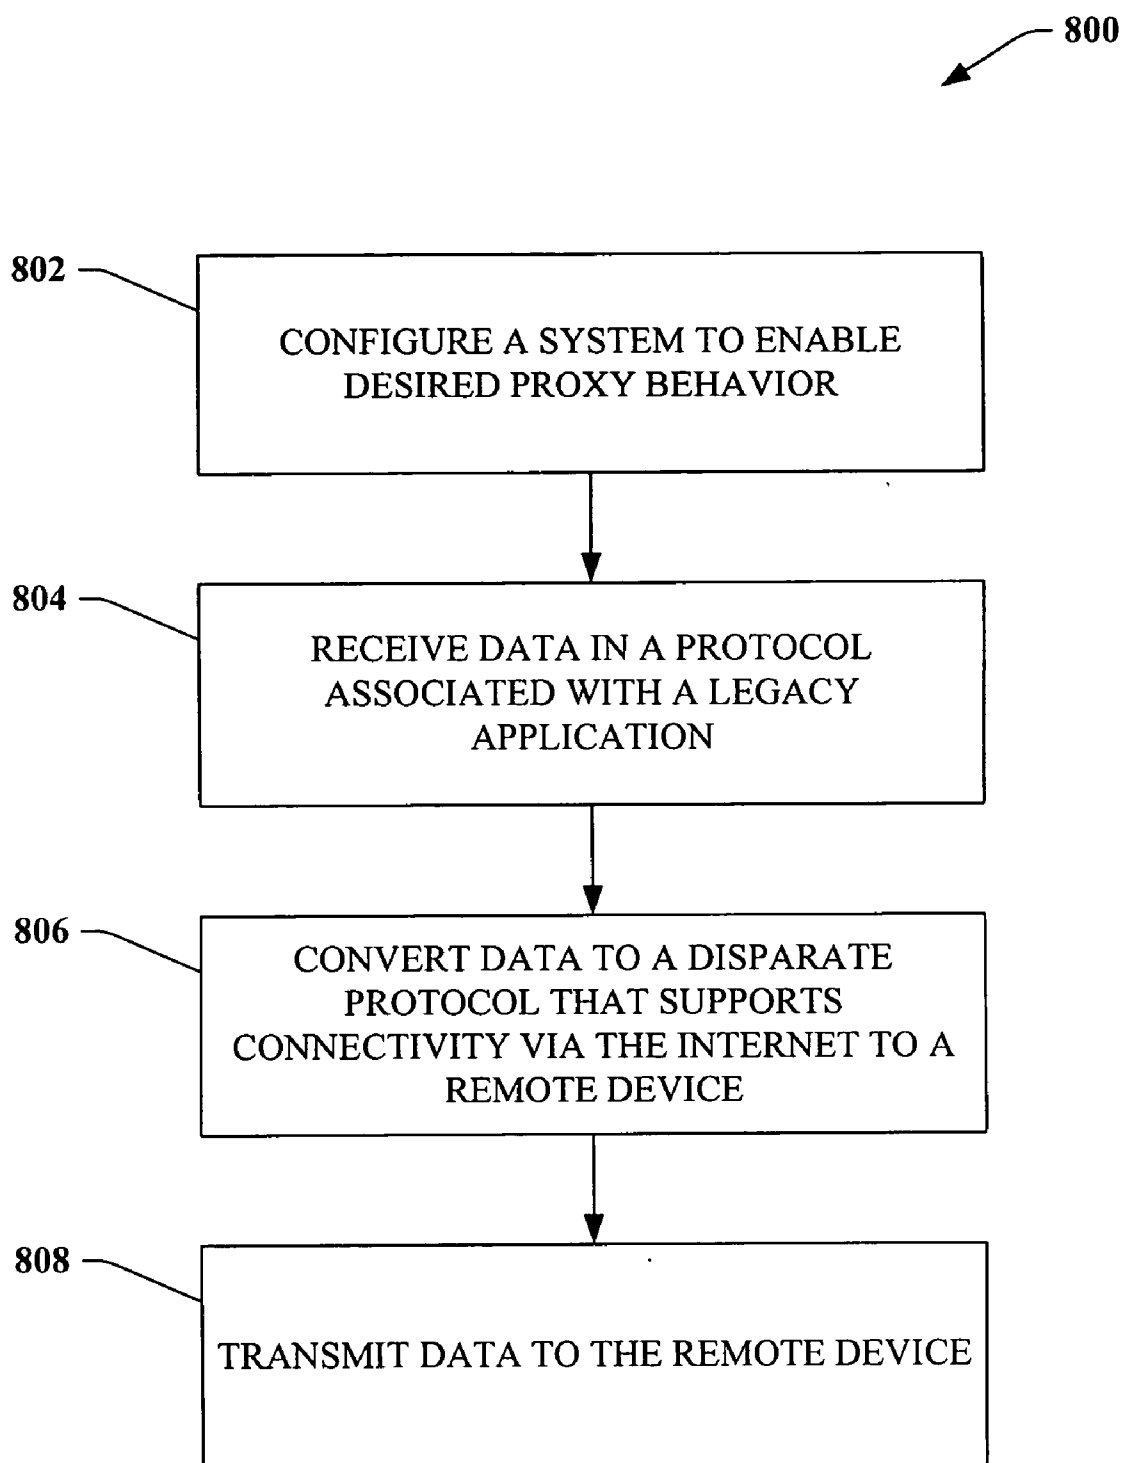 800
802
CONFIGURE A SYSTEM TO ENABLE
DESIRED PROXY BEHAVIOR
804
RECEIVE DATA IN A PROTOCOL
ASSOCIATED WITH A LEGACY
APPLICATION
806
CONVERT DATA TO A DISPARATE
PROTOCOL THAT SUPPORTS
CONNECTIVITY VIA THE INTERNET TO A
REMOTE DEVICE
808
TRANSMIT DATA TO THE REMOTE DEVICE